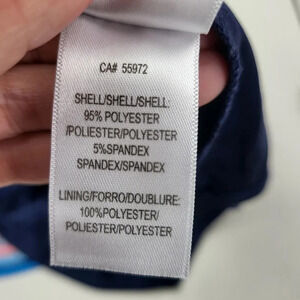 CA# 55972
SHELL/SHELL/SHELL:
95% POLYESTER
/POLIESTER/POLYESTER
5%SPANDEX
SPANDEX/SPANDEX
LINING/FORRO/DOUBLURE:
100%POLYESTER/
POLIESTER/POLYESTER